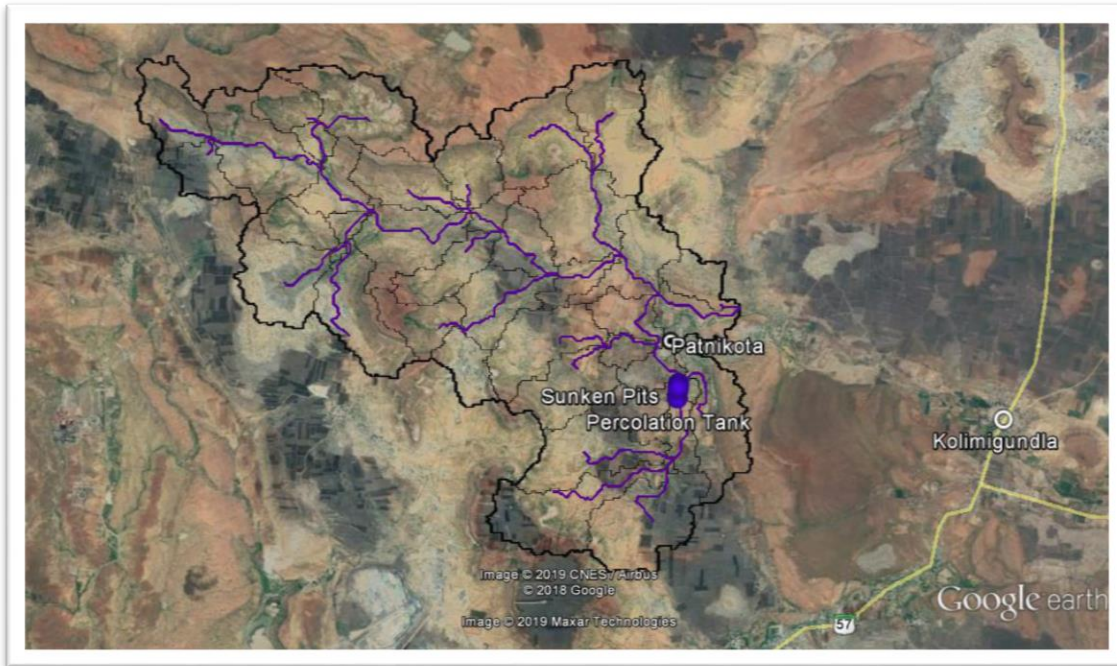 Patnikota
Sunken Pits
Percolation Tank
Kolimigundla
Image © 2019 CNES / Airbus
© 2018 Google
Image © 2019 Maxar Technologies
Google earth
57